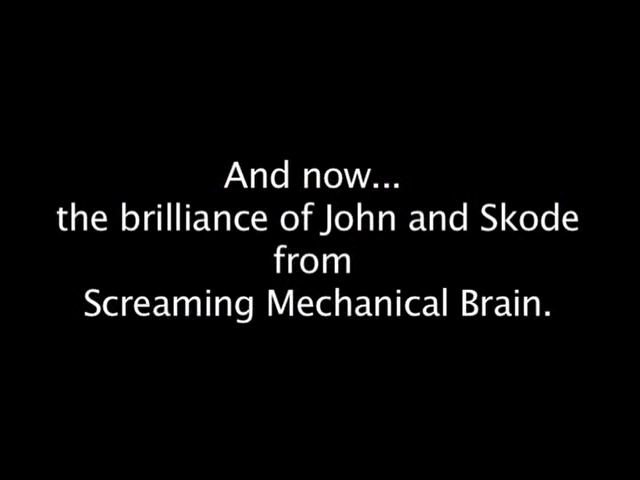 And now...
the brilliance of John and Skode
from
Screaming Mechanical Brain.